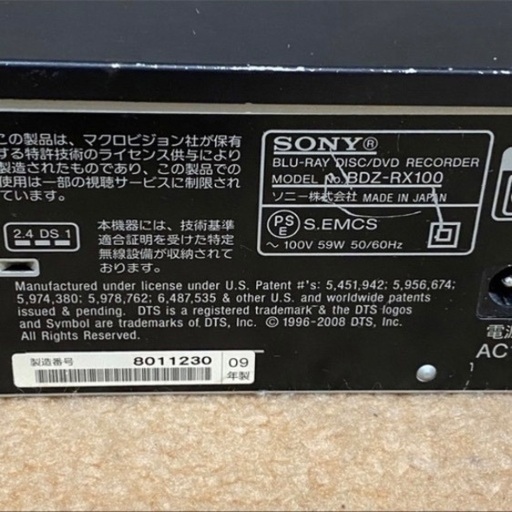 この製品は、マクロビジョン社が保有
する特許技術のライセンス供与により
製造されたものであり、この製品での
使用は一部の視聴サービスに制限され
ています。
2.4 DS 1
本機器には、技術基準
適合証明を受けた特定
無線設備が収納されて
おります。
SONY®
BLU-RAY DISC/DVD RECORDER
BDZ-RX100
ソニー株式会社 MADE IN JAPAN
PS
E
S.EMCS
~ 100V 59W 50/60Hz
Manufactured under license under U.S. Patent #'s: 5,451,942; 5,956,674;
5,974,380; 5,978,762; 6,487,535 & other U.S. and worldwide patents
issued & pending. DTS is a registered trademark & the DTS logos
and Symbol are trademarks of DTS, Inc. © 1996-2008 DTS, Inc.
All Rights Reserved.
製造番号 8011230 09
年製
電源
AC